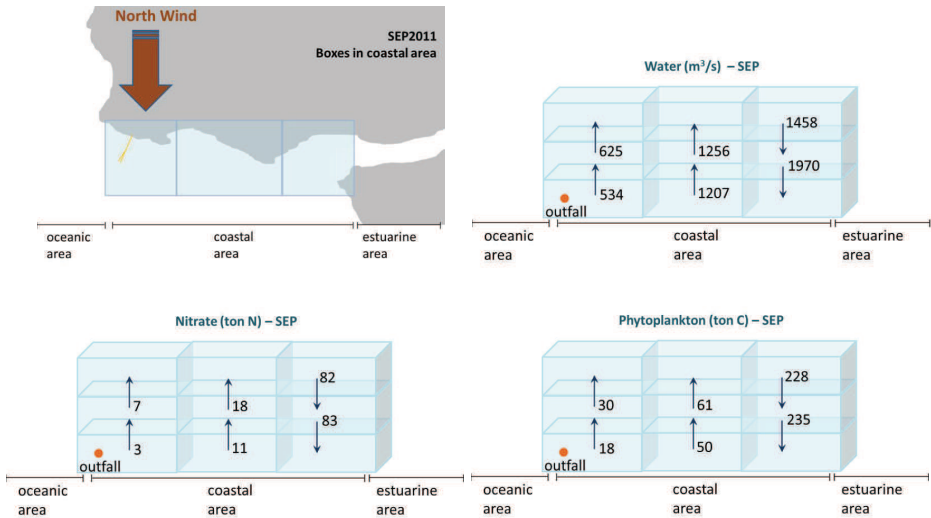 North Wind
SEP2011
Boxes in coastal area
oceanic
area
coastal
area
estuarine
area
Water (m³/s) – SEP
1458
625
1256
1970
534
1207
outfall
oceanic
area
coastal
area
estuarine
area
Nitrate (ton N) – SEP
82
7
18
83
3
11
outfall
oceanic
area
coastal
area
estuarine
area
Phytoplankton (ton C) – SEP
228
30
61
235
18
50
outfall
oceanic
area
coastal
area
estuarine
area